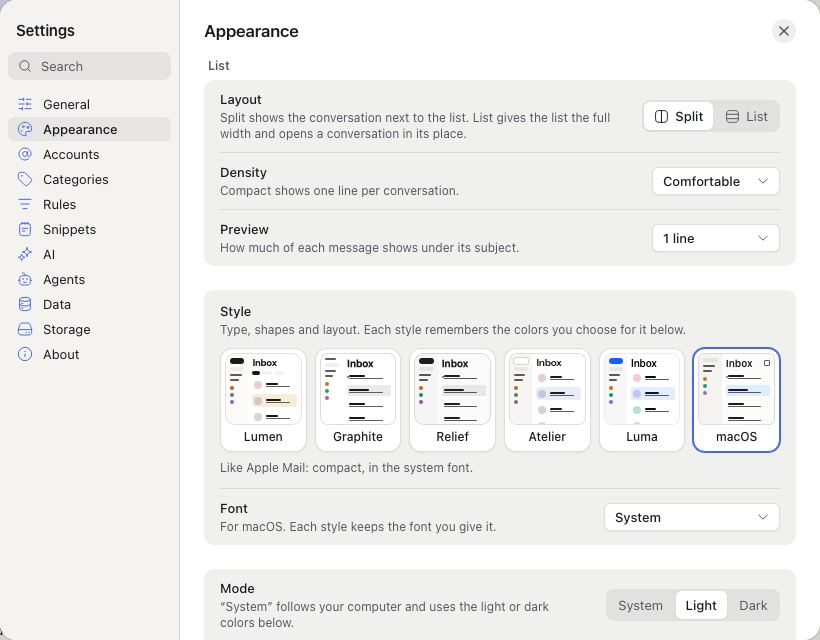 Settings
Search
General
Appearance
Accounts
Categories
Rules
Snippets
AI
Agents
Data
Storage
About
Appearance
List
Layout
Split shows the conversation next to the list. List gives the list the full
width and opens a conversation in its place.
Split
List
Density
Compact shows one line per conversation.
Comfortable
Preview
How much of each message shows under its subject.
1 line
Style
Type, shapes and layout. Each style remembers the colors you choose for it below.
Inbox
Inbox
Inbox
Inbox
Inbox
Inbox
Lumen
Graphite
Relief
Atelier
Luma
macOS
Like Apple Mail: compact, in the system font.
Font
For macOS. Each style keeps the font you give it.
System
Mode
“System” follows your computer and uses the light or dark
colors below.
System
Light
Dark